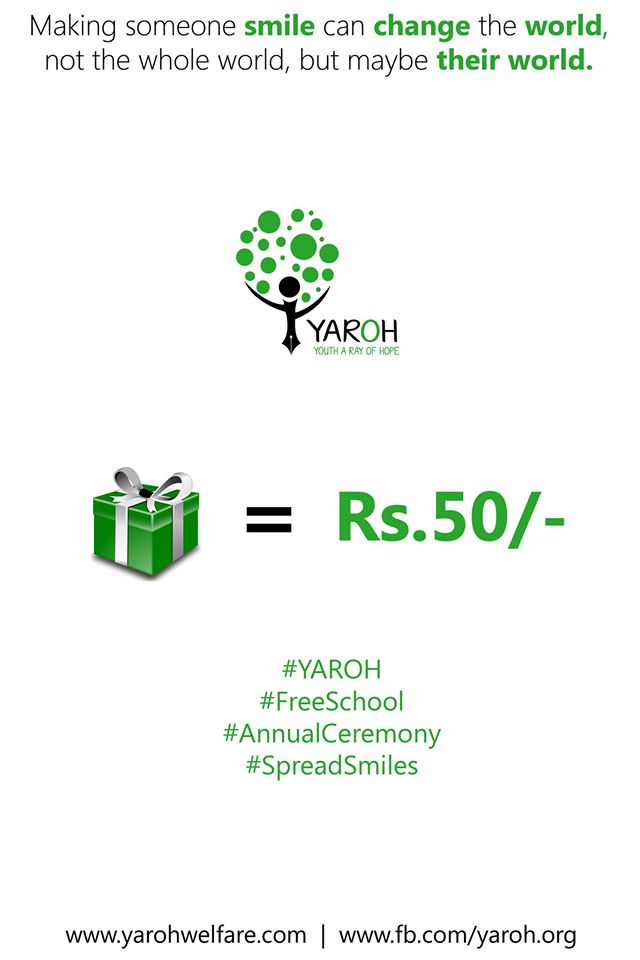 Making someone smile can change the world,
not the whole world, but maybe their world.
YAROH
YOUTH A RAY OF HOPE
= Rs.50/-
#YAROH
#FreeSchool
#AnnualCeremony
#SpreadSmiles
www.yarohwelfare.com | www.fb.com/yaroh.org